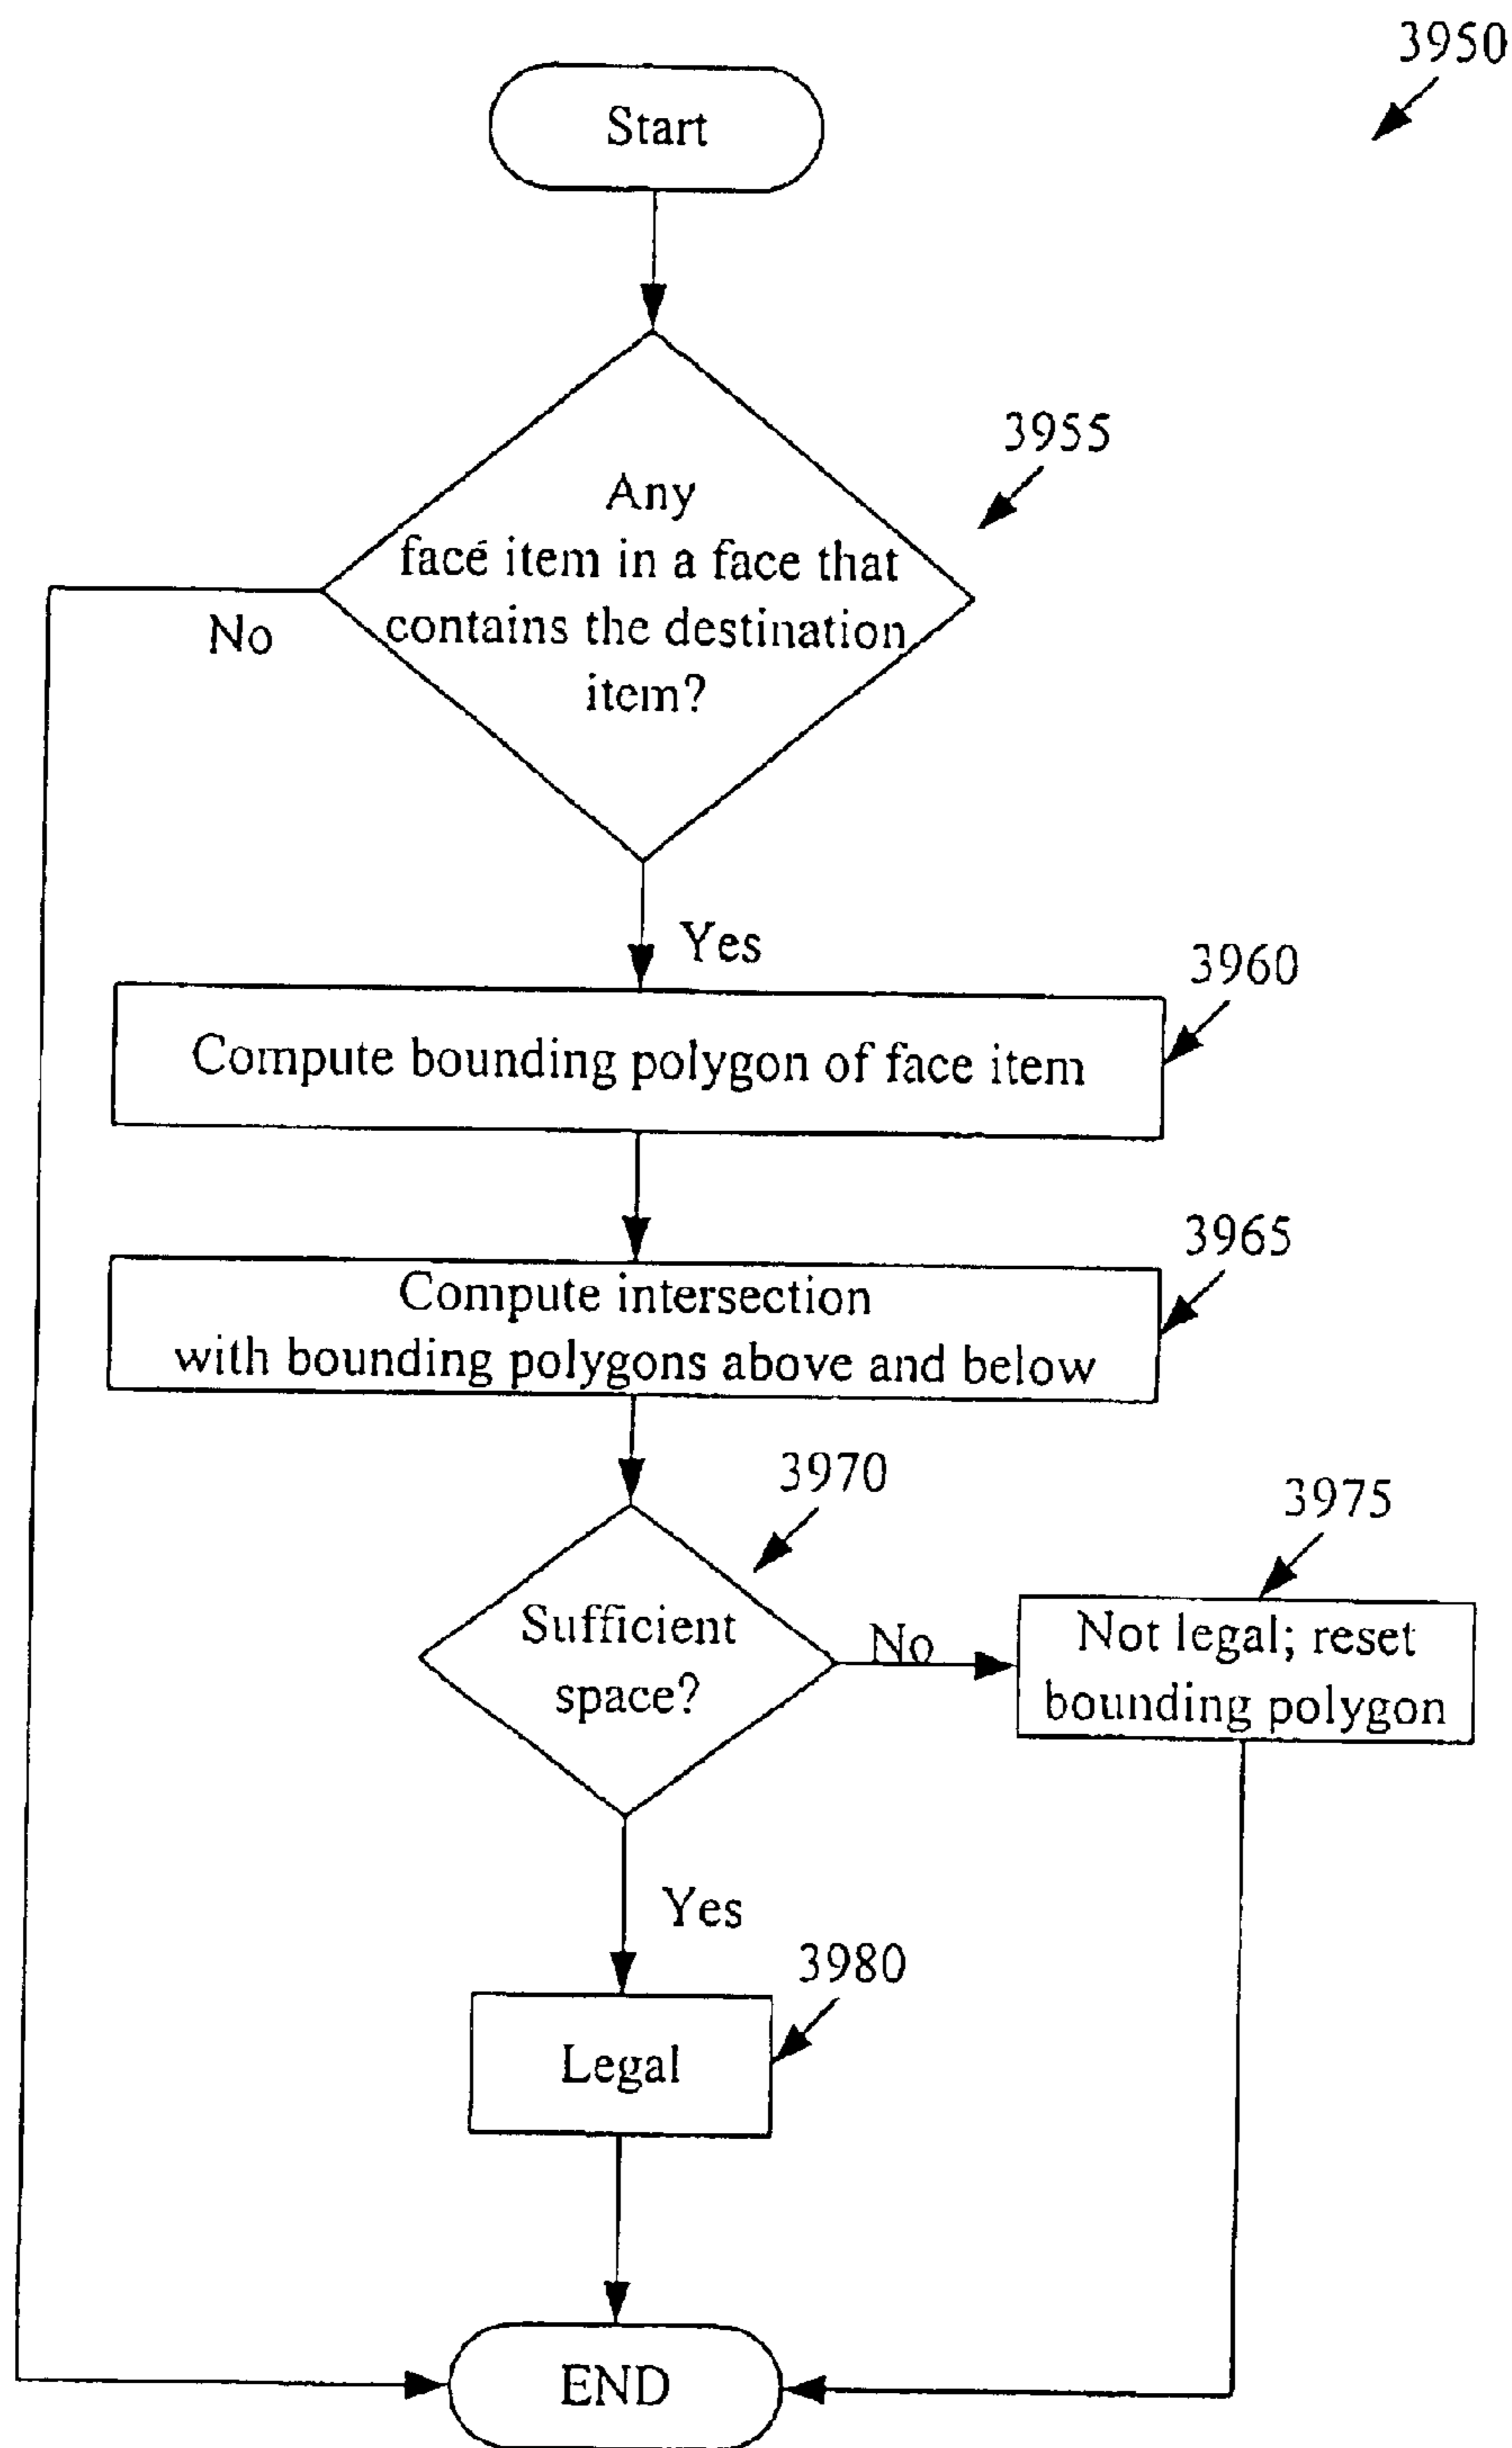 3950
Start
3955
Any
face item in a face that
contains the destination
item?
No
Yes
3960
Compute bounding polygon of face item
3965
Compute intersection
with bounding polygons above and below
3970
3975
Sufficient
space?
No
Not legal; reset
bounding polygon
Yes
3980
Legal
END